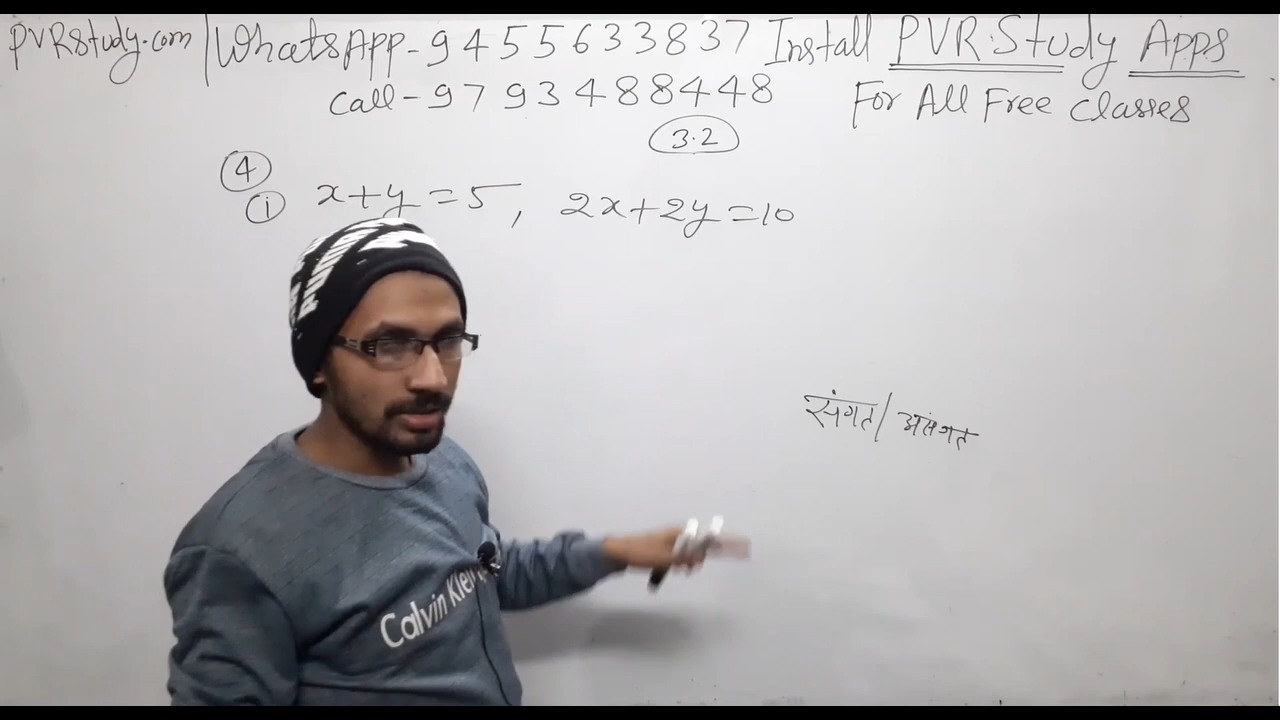 PVRStudy.com | WhatsApp-9455633837 Install PVR Study Apps
Call-9793488448 For All Free Classes
3.2
4
i x+y=5, 2x+2y=10
संगत/असंगत
Calvin Klein